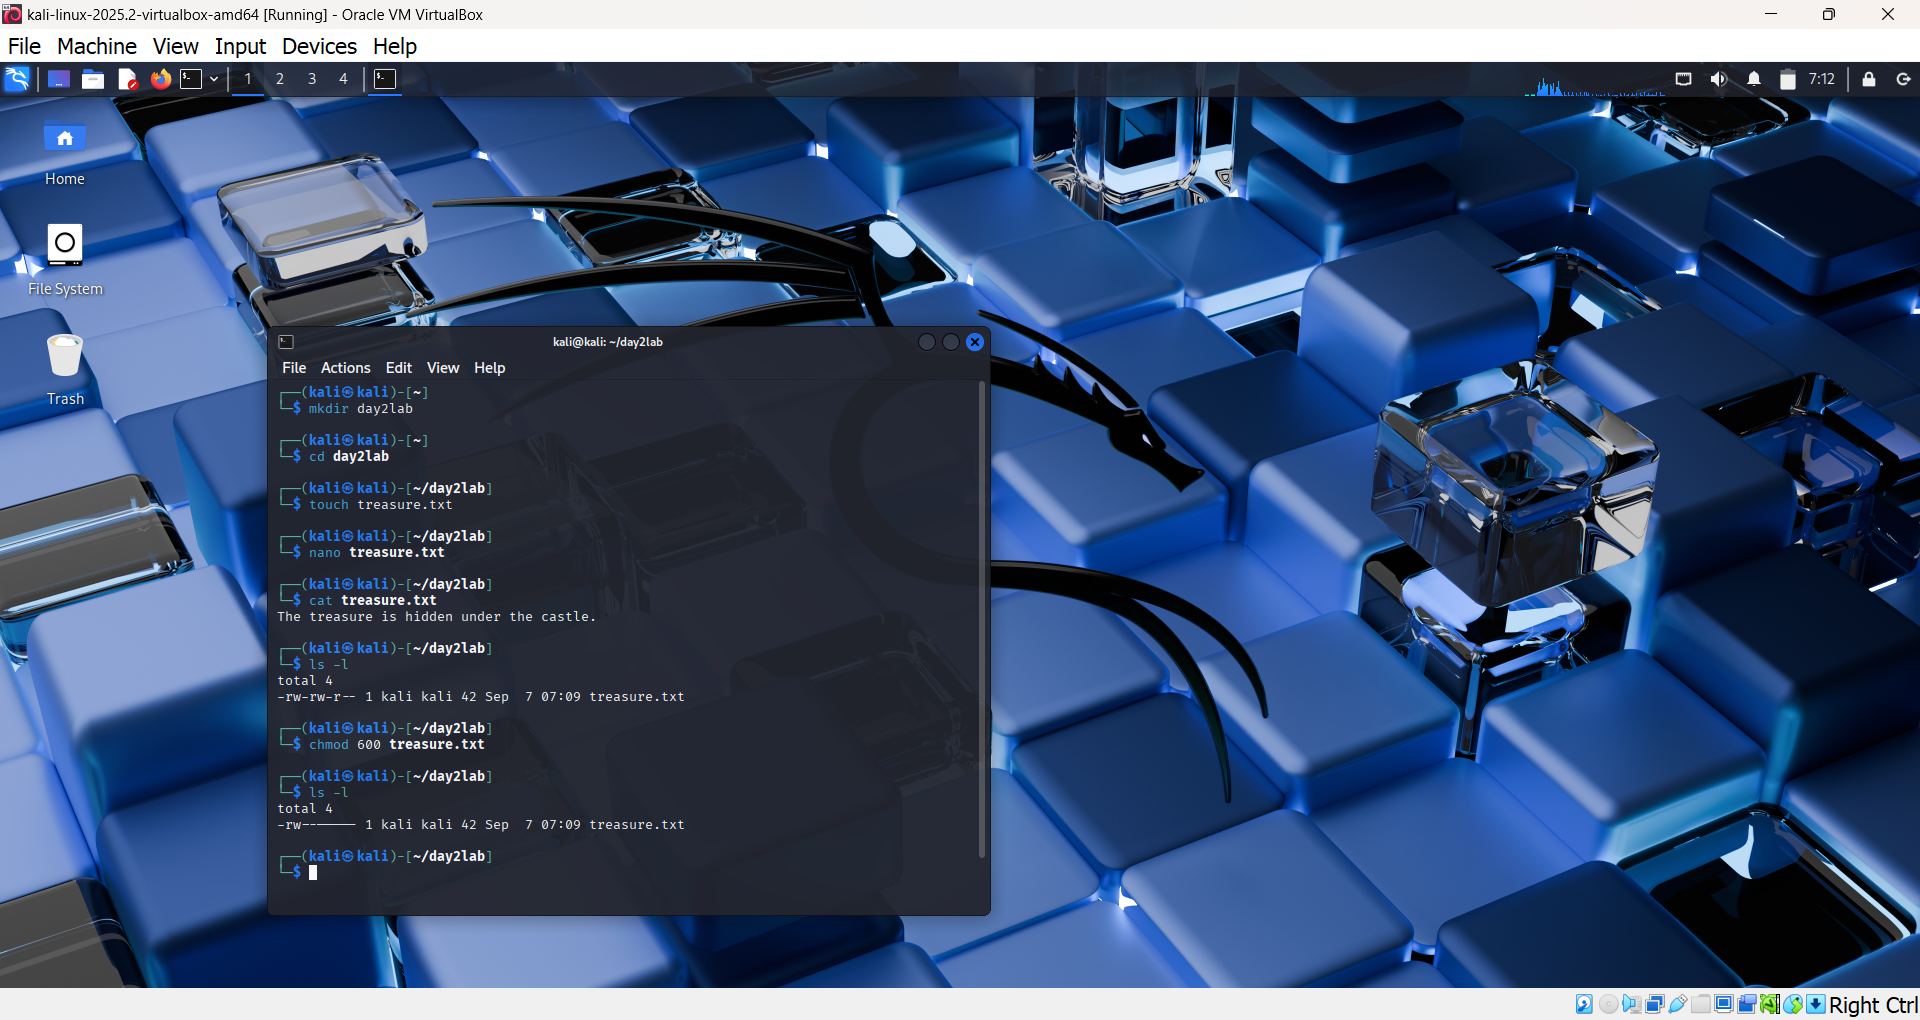 kali-linux-2025.2-virtualbox-amd64 [Running] - Oracle VM VirtualBox
File Machine View Input Devices Help
1 2 3 4
7:12
Home
File System
Trash
kali@kali: ~/day2lab
File Actions Edit View Help
┌──(kali㉿kali)-[~]
└─$ mkdir day2lab
┌──(kali㉿kali)-[~]
└─$ cd day2lab
┌──(kali㉿kali)-[~/day2lab]
└─$ touch treasure.txt
┌──(kali㉿kali)-[~/day2lab]
└─$ nano treasure.txt
┌──(kali㉿kali)-[~/day2lab]
└─$ cat treasure.txt
The treasure is hidden under the castle.
┌──(kali㉿kali)-[~/day2lab]
└─$ ls -l
total 4
-rw-rw-r-- 1 kali kali 42 Sep  7 07:09 treasure.txt
┌──(kali㉿kali)-[~/day2lab]
└─$ chmod 600 treasure.txt
┌──(kali㉿kali)-[~/day2lab]
└─$ ls -l
total 4
-rw------- 1 kali kali 42 Sep  7 07:09 treasure.txt
┌──(kali㉿kali)-[~/day2lab]
└─$
Right Ctrl